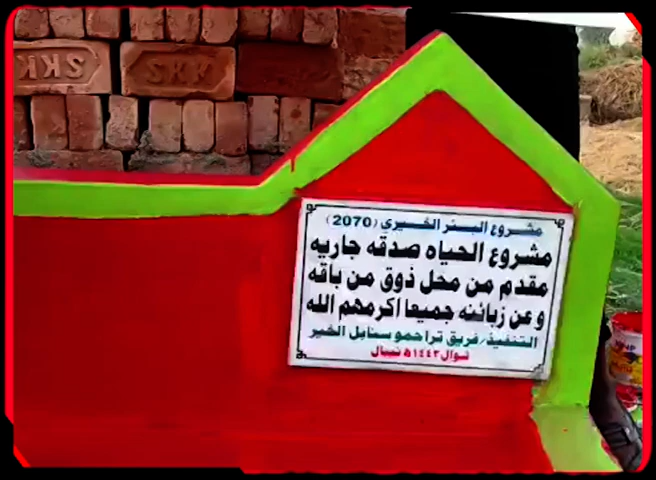 SKK
SKK
مشروع البئر الخيري (2070)
مشروع الحياه صدقه جاريه
مقدم من محل ذوق من باقه
وعن زبائنه جميعا اكرمهم الله
التنفيذ/فريق تراحمو سنابل الخير
شوال ١٤٤٣ه نيبال